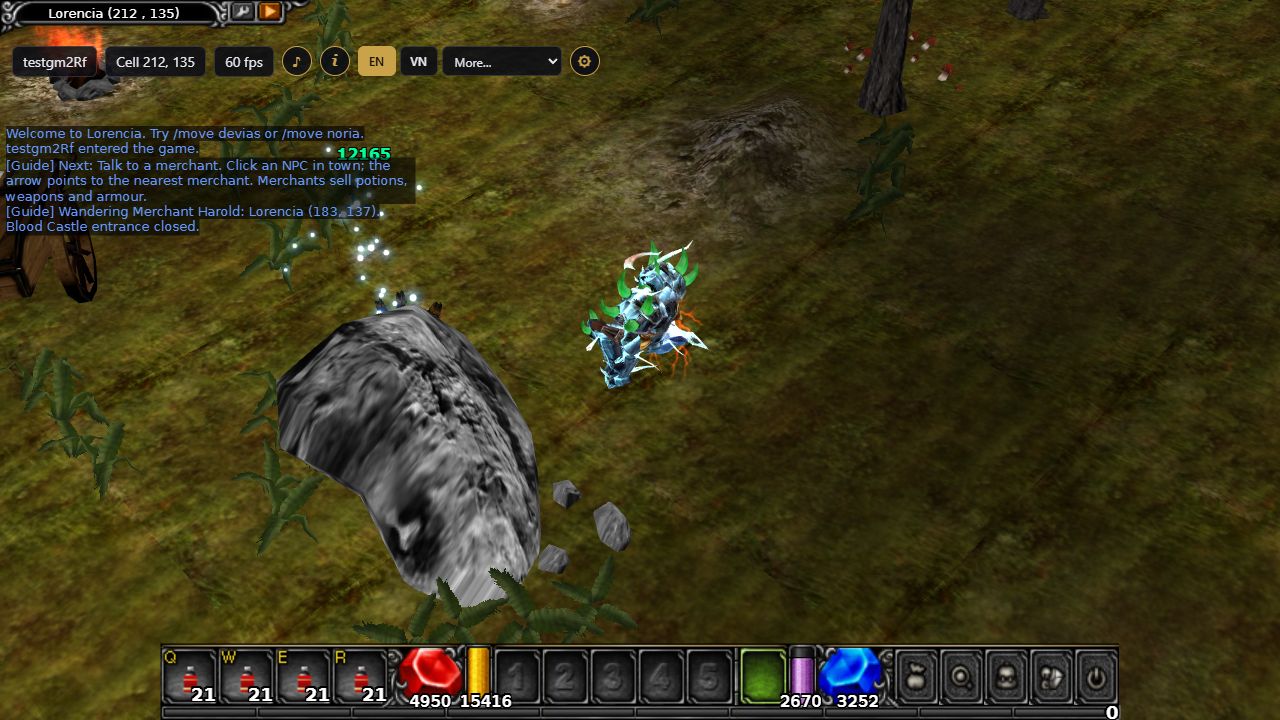 Lorencia (212 , 135)
testgm2Rf
Cell 212, 135
60 fps
♪
i
EN
VN
More...
Welcome to Lorencia. Try /move devias or /move noria.
testgm2Rf entered the game.
12165
[Guide] Next: Talk to a merchant. Click an NPC in town; the
arrow points to the nearest merchant. Merchants sell potions,
weapons and armour.
[Guide] Wandering Merchant Harold: Lorencia (183, 137).
Blood Castle entrance closed.
Q
W
E
R
1
2
3
4
5
21
21
21
21
4950
15416
2670
3252
0